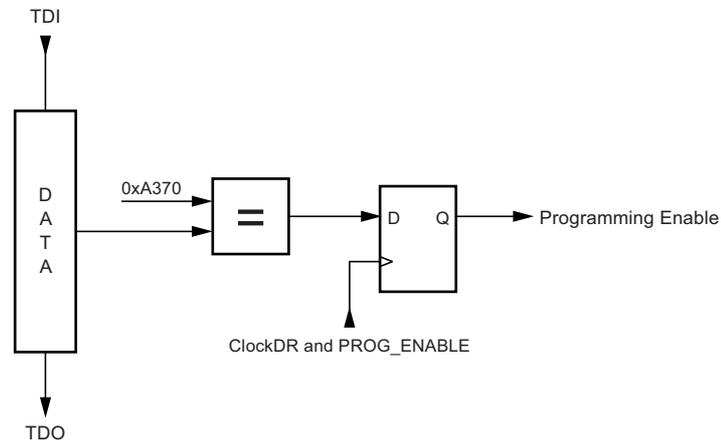 TDI
D
A
T
A
0xA370
=
D
Q
Programming Enable
ClockDR and PROG_ENABLE
TDO